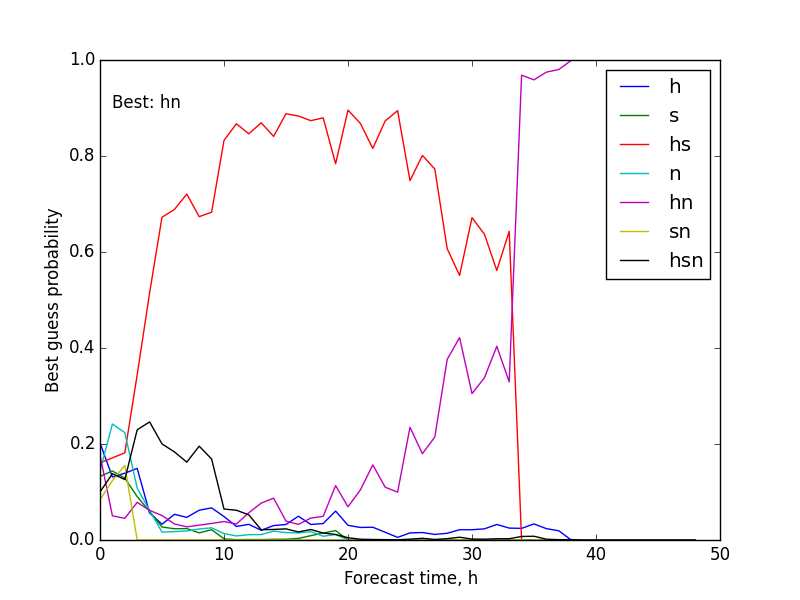 1.0
0.8
0.6
0.4
0.2
0.0
0
10
20
30
40
50
Best guess probability
Forecast time, h
Best: hn
h
s
hs
n
hn
sn
hsn